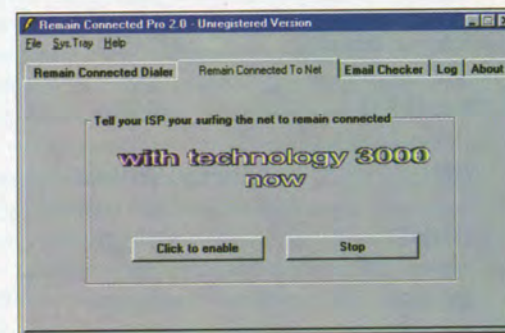 Remain Connected Pro 2.0 - Unregistered Version
File Sys.Tray Help
Remain Connected Dialer Remain Connected To Net Email Checker Log About
Tell your ISP your surfing the net to remain connected
with technology 3000
now
Click to enable Stop